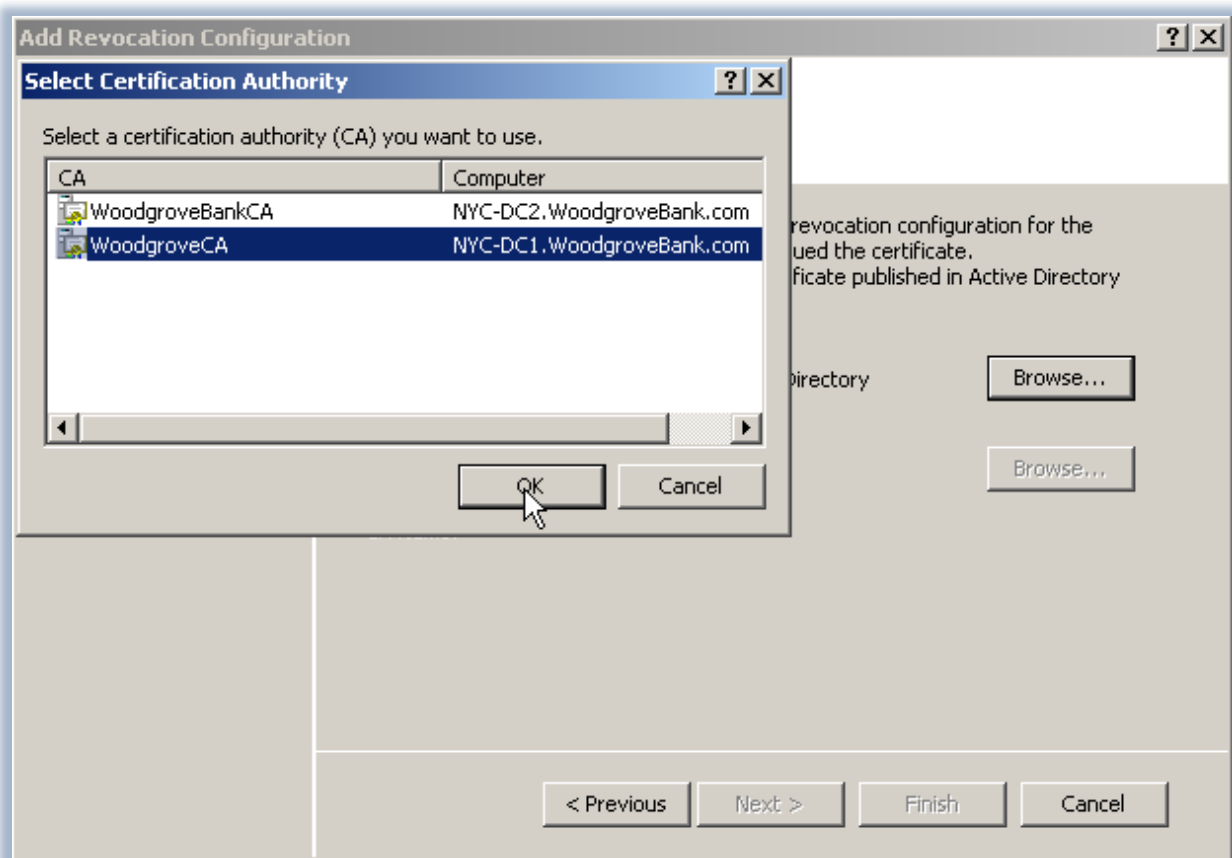 Add Revocation Configuration
Select Certification Authority
Select a certification authority (CA) you want to use.
CA Computer
WoodgroveBankCA NYC-DC2.WoodgroveBank.com
WoodgroveCA NYC-DC1.WoodgroveBank.com
OK Cancel
revocation configuration for the
ued the certificate.
ificate published in Active Directory
Directory Browse...
Browse...
< Previous Next > Finish Cancel